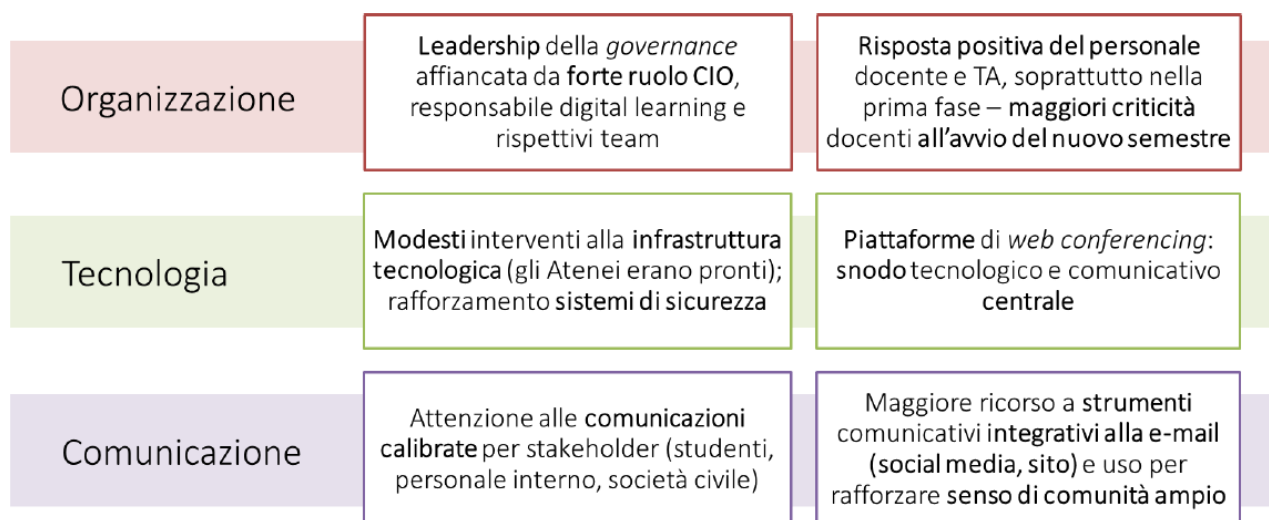 Organizzazione
Leadership della governance
affiancata da forte ruolo CIO,
responsabile digital learning e
rispettivi team
Risposta positiva del personale
docente e TA, soprattutto nella
prima fase – maggiori criticità
docenti all’avvio del nuovo semestre
Tecnologia
Modesti interventi alla infrastruttura
tecnologica (gli Atenei erano pronti);
rafforzamento sistemi di sicurezza
Piattaforme di web conferencing:
snodo tecnologico e comunicativo
centrale
Comunicazione
Attenzione alle comunicazioni
calibrate per stakeholder (studenti,
personale interno, società civile)
Maggiore ricorso a strumenti
comunicativi integrativi alla e-mail
(social media, sito) e uso per
rafforzare senso di comunità ampio